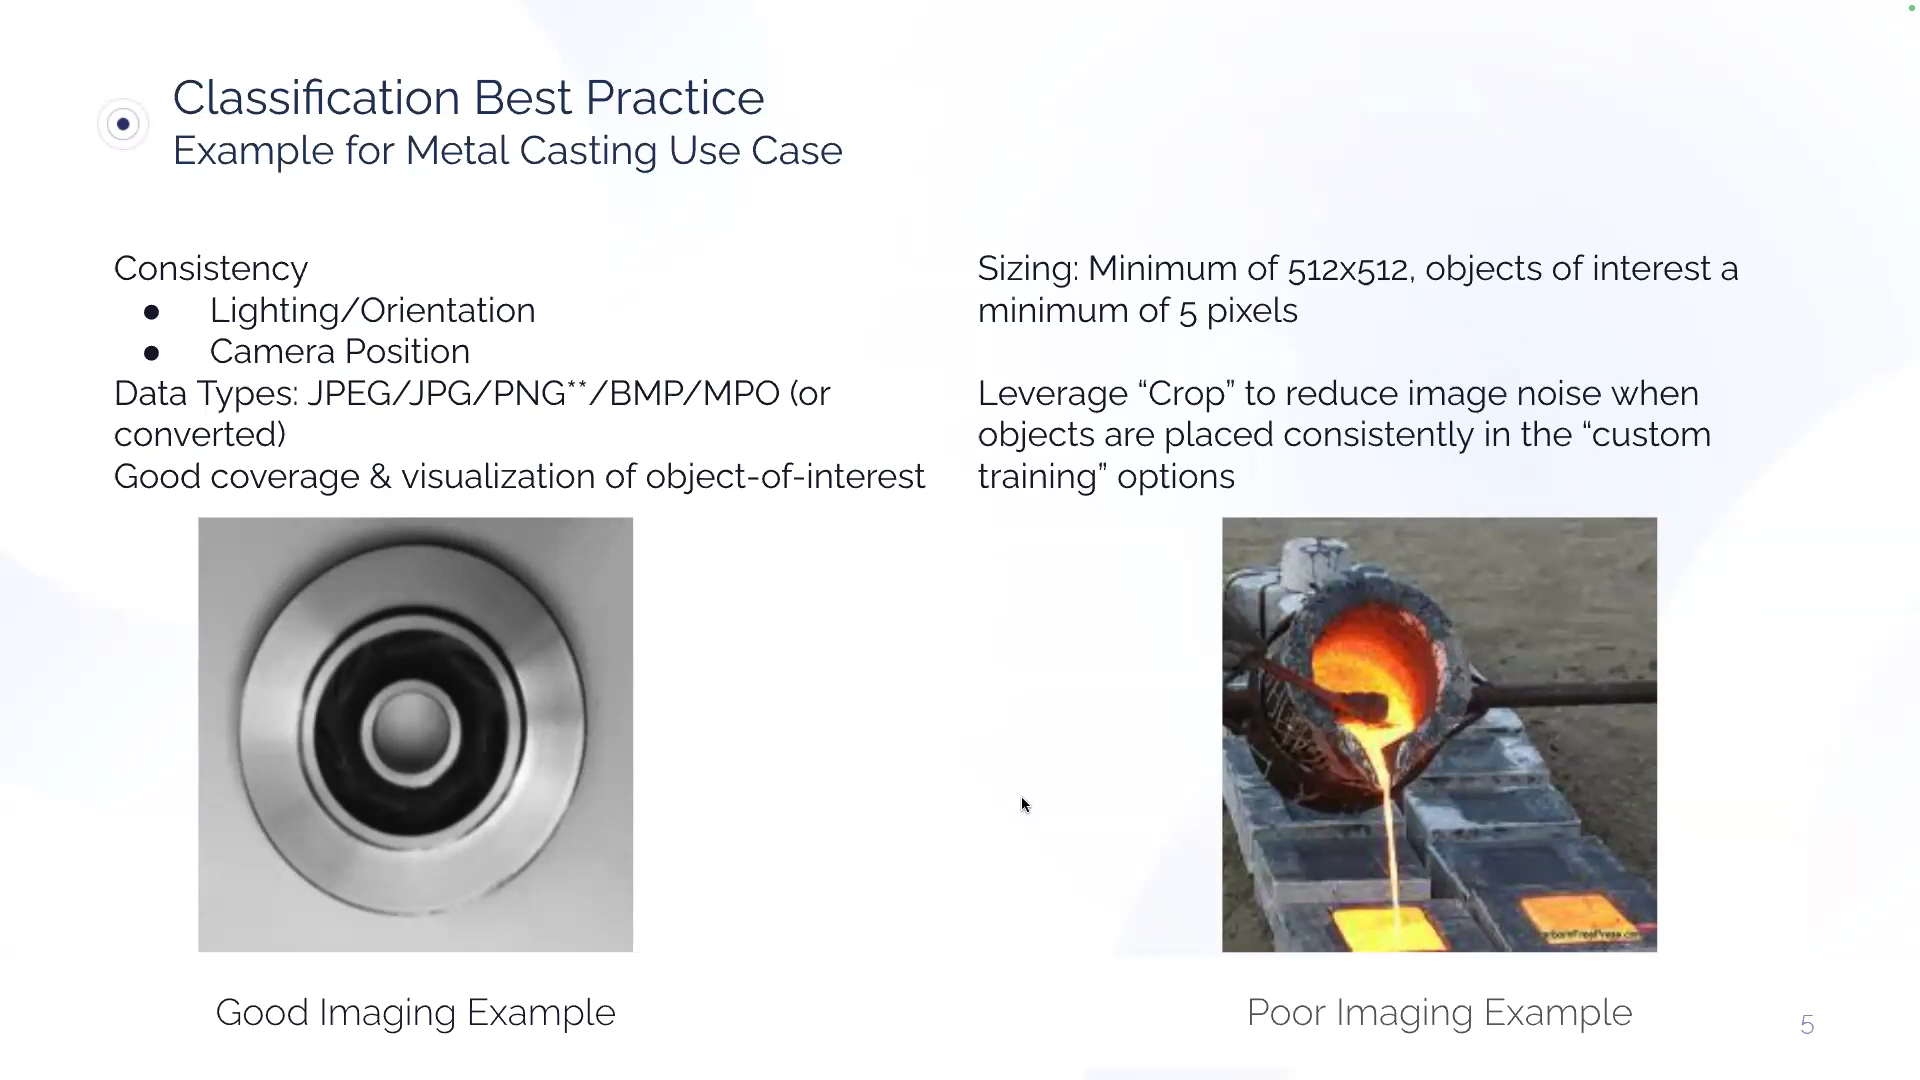 Classification Best Practice
Example for Metal Casting Use Case
Consistency
● Lighting/Orientation
● Camera Position
Data Types: JPEG/JPG/PNG**/BMP/MPO (or
converted)
Good coverage & visualization of object-of-interest
Sizing: Minimum of 512x512, objects of interest a
minimum of 5 pixels
Leverage “Crop” to reduce image noise when
objects are placed consistently in the “custom
training” options
Good Imaging Example
Poor Imaging Example
5